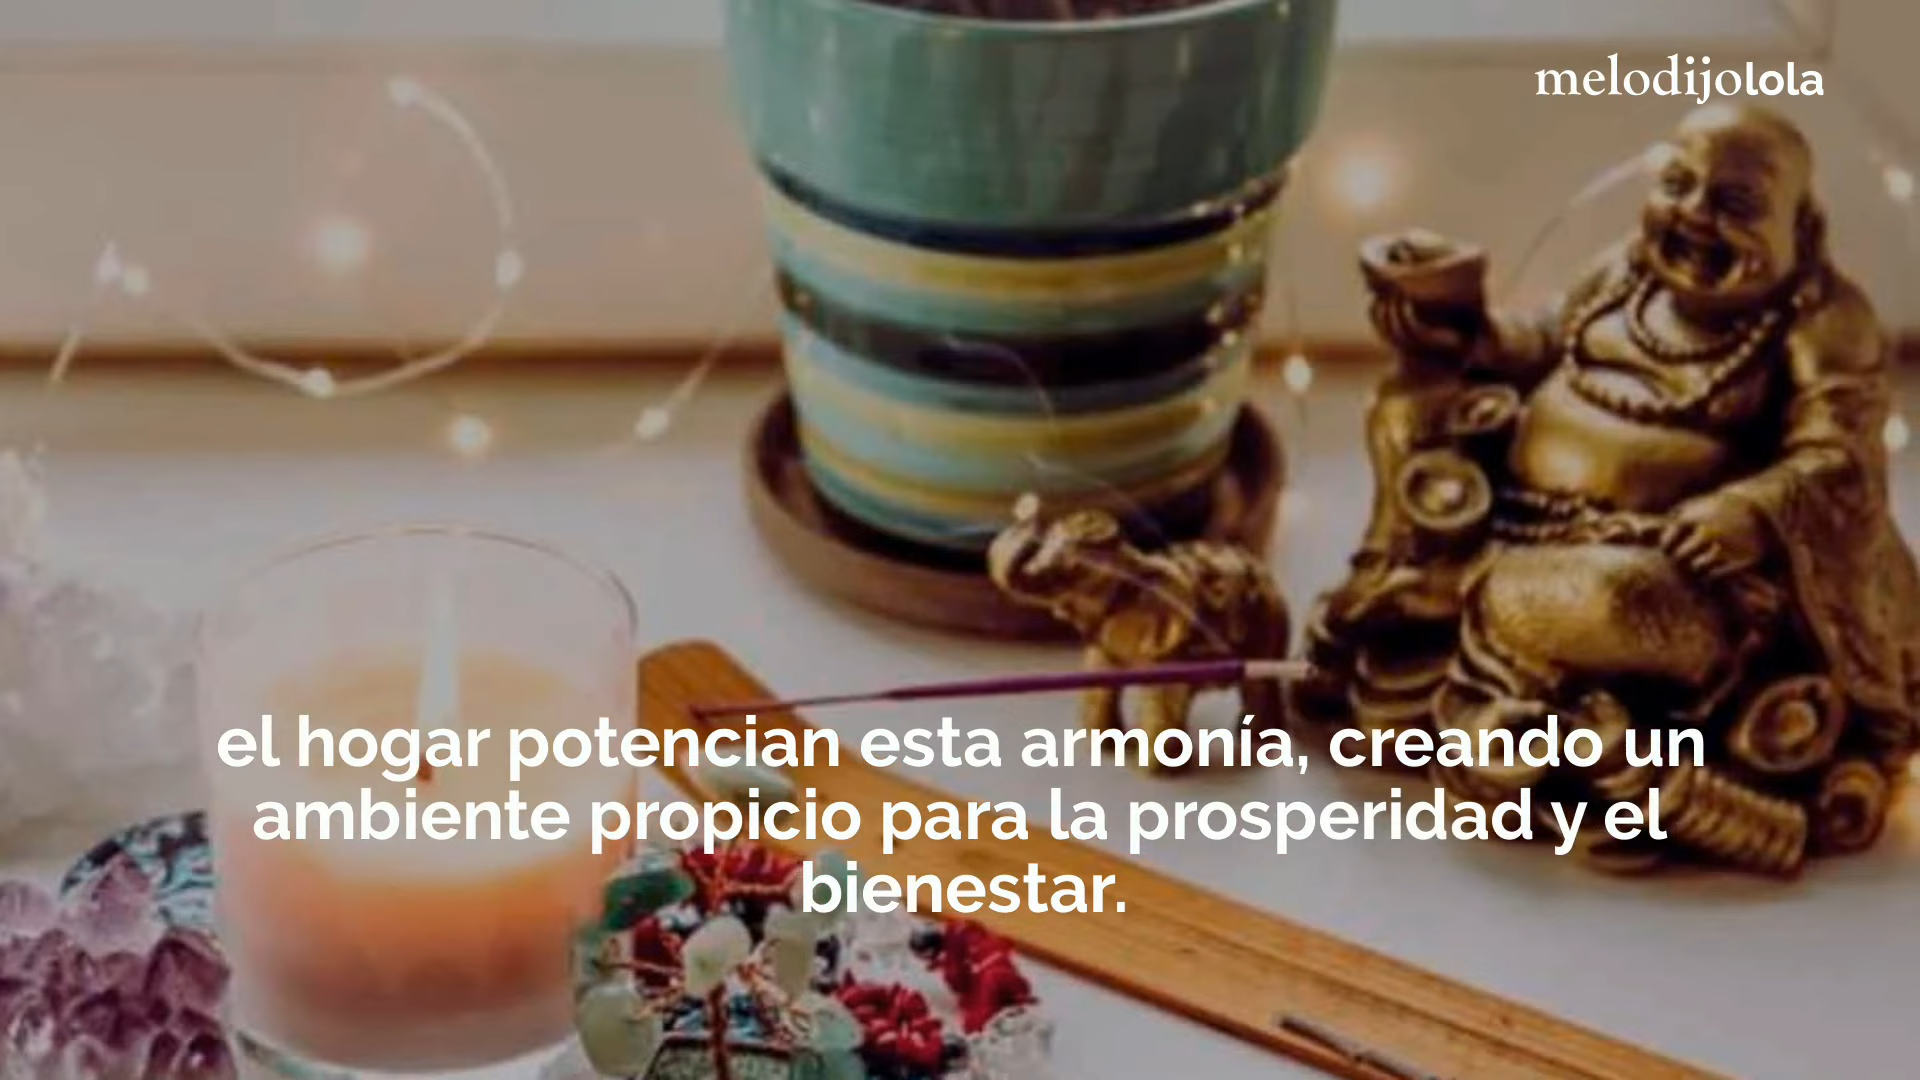 melodijolola
el hogar potencian esta armonía, creando un
ambiente propicio para la prosperidad y el
bienestar.